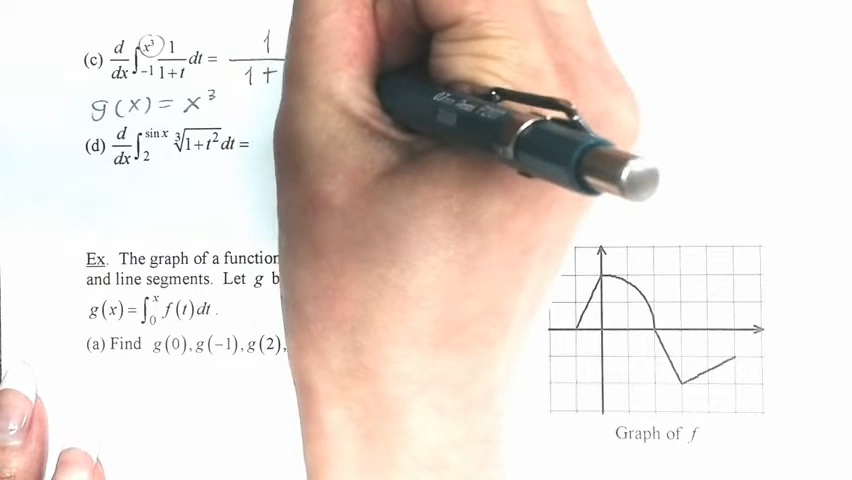 (c) d/dx ∫_{-1}^{x³} 1/(1+t) dt = 1/(1+
g(x) = x³
(d) d/dx ∫_2^{sin x} ∛(1+t²) dt =
Ex. The graph of a function
and line segments. Let g b
g(x) = ∫_0^x f(t) dt .
(a) Find g(0), g(−1), g(2),
Graph of f